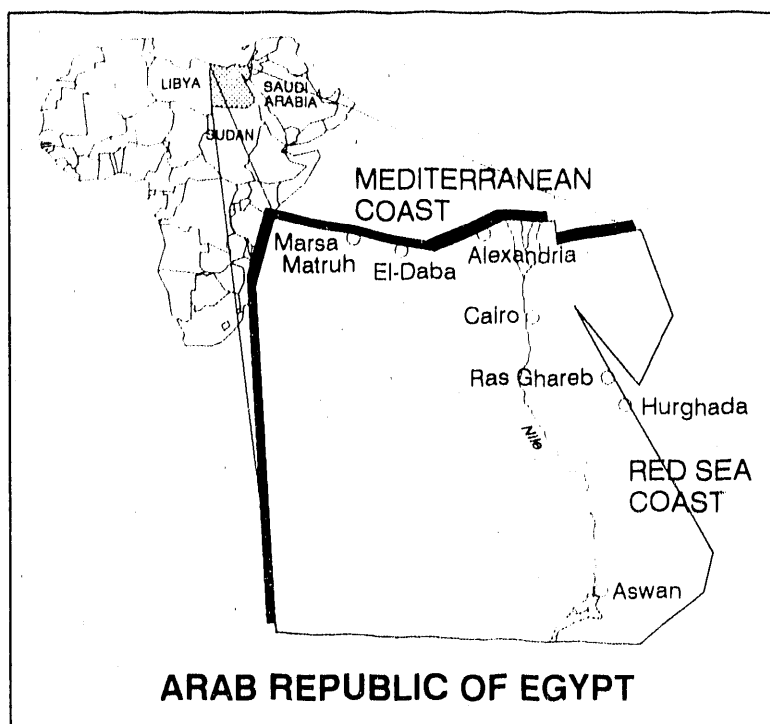 LIBYA
SAUDI
ARABIA
SUDAN
MEDITERRANEAN
COAST
Marsa
Matruh
El-Daba
Alexandria
Cairo
Ras Ghareb
Hurghada
Nile
RED SEA
COAST
Aswan
ARAB REPUBLIC OF EGYPT